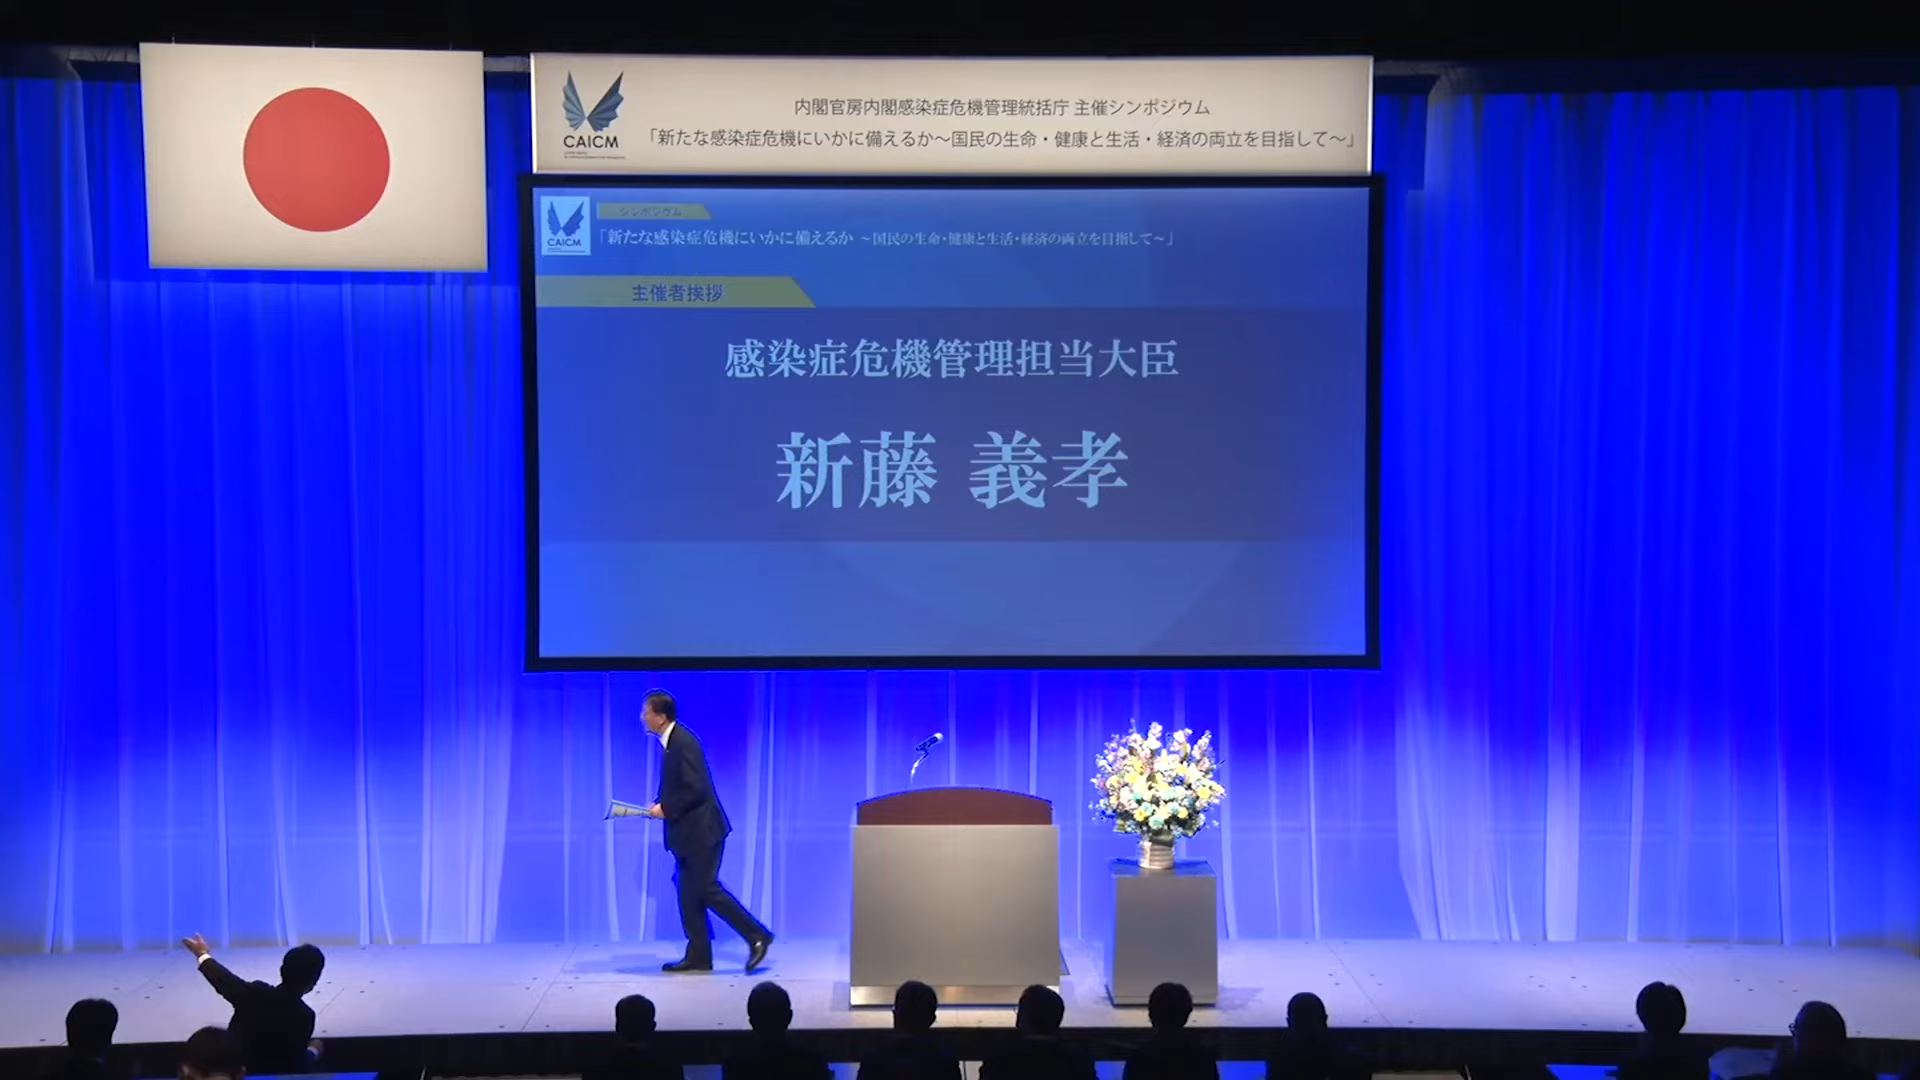 内閣官房内閣感染症危機管理統括庁 主催シンポジウム
CAICM
「新たな感染症危機にいかに備えるか～国民の生命・健康と生活・経済の両立を目指して～」
シンポジウム
CAICM
「新たな感染症危機にいかに備えるか ～国民の生命・健康と生活・経済の両立を目指して～」
主催者挨拶
感染症危機管理担当大臣
新藤 義孝